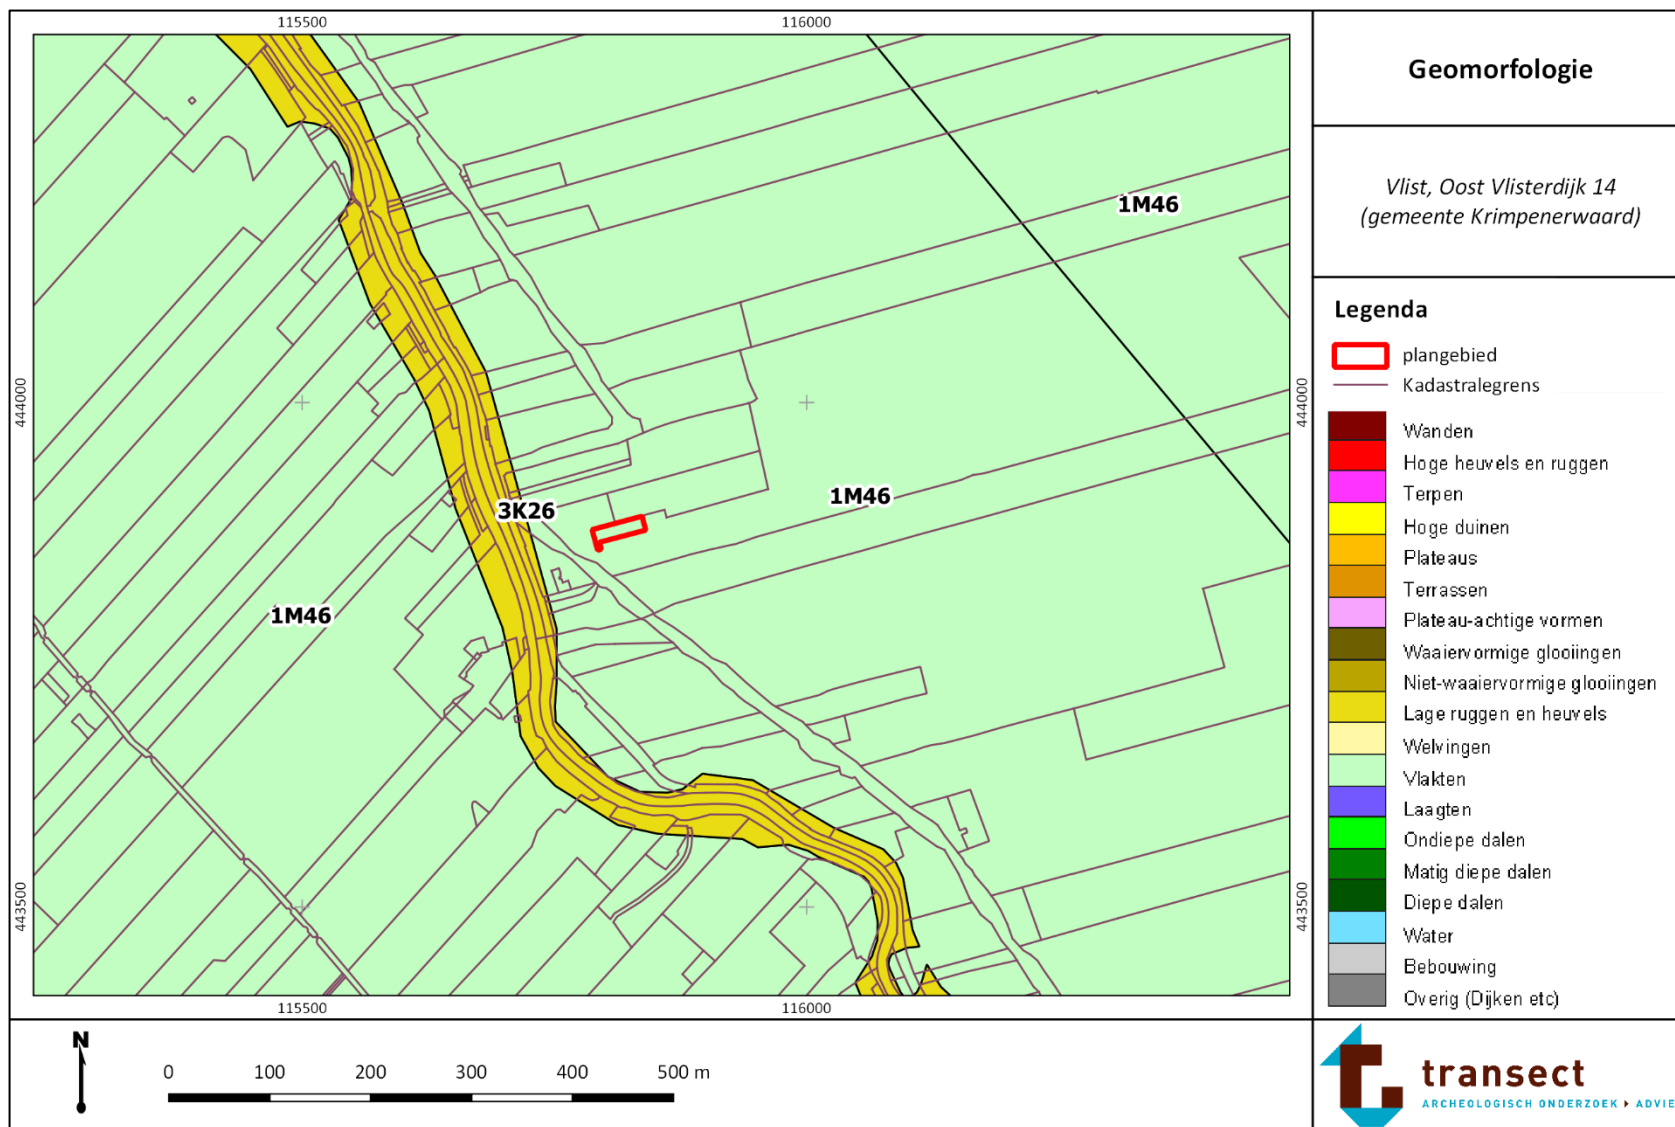 115500
116000
Geomorfologie
Vlist, Oost Vlisterdijk 14
(gemeente Krimpenerwaard)
1M46
Legenda
plangebied
Kadastralegrens
444000
444000
Wanden
Hoge heuvels en ruggen
Terpen
1M46
3K26
Hoge duinen
Plateaus
Terrassen
1M46
Plateau-achtige vormen
Waaiervormige glooiingen
Niet-waaiervormige glooiingen
Lage ruggen en heuvels
Welvingen
Vlakten
Laagten
Ondiepe dalen
Matig diepe dalen
443500
443500
Diepe dalen
Water
Bebouwing
Overig (Dijken etc)
115500
116000
N
0 100 200 300 400 500 m
transect
ARCHEOLOGISCH ONDERZOEK ▸ ADVIE